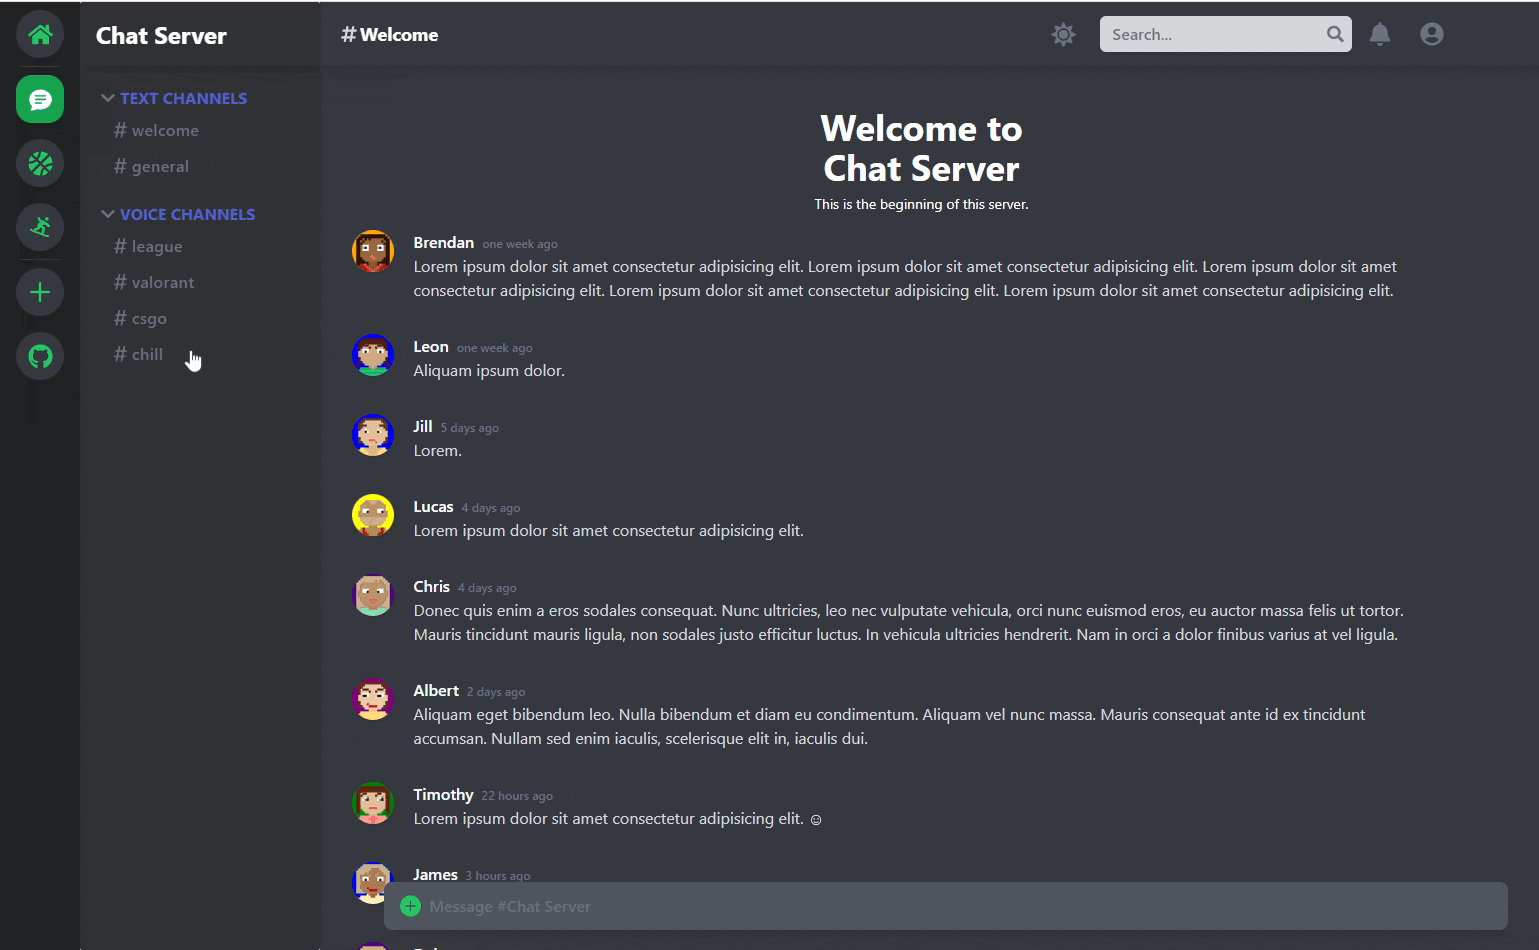 Chat Server
TEXT CHANNELS
# welcome
# general
VOICE CHANNELS
# league
# valorant
# csgo
# chill
# Welcome
Search...
Welcome to
Chat Server
This is the beginning of this server.
Brendan one week ago
Lorem ipsum dolor sit amet consectetur adipisicing elit. Lorem ipsum dolor sit amet consectetur adipisicing elit. Lorem ipsum dolor sit amet
consectetur adipisicing elit. Lorem ipsum dolor sit amet consectetur adipisicing elit. Lorem ipsum dolor sit amet consectetur adipisicing elit.
Leon one week ago
Aliquam ipsum dolor.
Jill 5 days ago
Lorem.
Lucas 4 days ago
Lorem ipsum dolor sit amet consectetur adipisicing elit.
Chris 4 days ago
Donec quis enim a eros sodales consequat. Nunc ultricies, leo nec vulputate vehicula, orci nunc euismod eros, eu auctor massa felis ut tortor.
Mauris tincidunt mauris ligula, non sodales justo efficitur luctus. In vehicula ultricies hendrerit. Nam in orci a dolor finibus varius at vel ligula.
Albert 2 days ago
Aliquam eget bibendum leo. Nulla bibendum et diam eu condimentum. Aliquam vel nunc massa. Mauris consequat ante id ex tincidunt
accumsan. Nullam sed enim iaculis, scelerisque elit in, iaculis dui.
Timothy 22 hours ago
Lorem ipsum dolor sit amet consectetur adipisicing elit. ☺
James 3 hours ago
Message #Chat Server